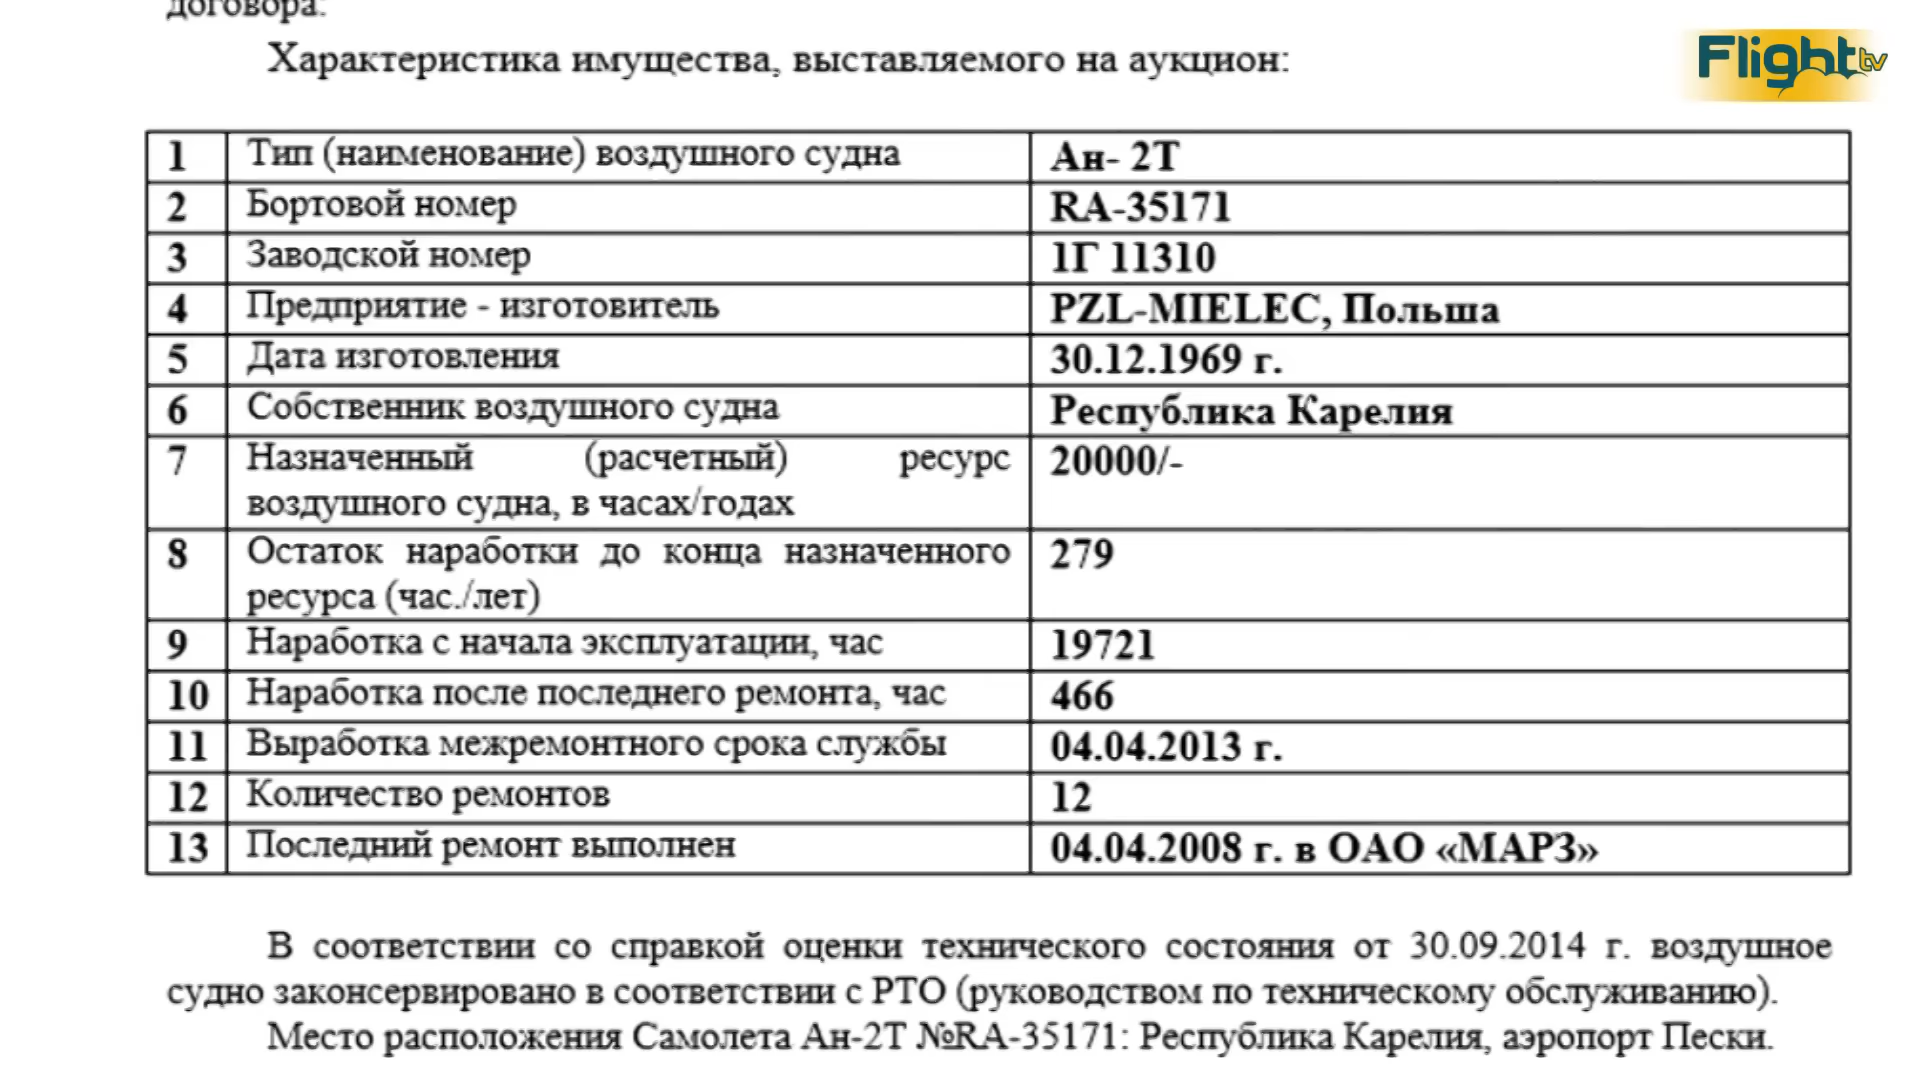 договора:
Характеристика имущества, выставляемого на аукцион:
Flight tv
1 Тип (наименование) воздушного судна Ан- 2Т
2 Бортовой номер RA-35171
3 Заводской номер 1Г 11310
4 Предприятие - изготовитель PZL-MIELEC, Польша
5 Дата изготовления 30.12.1969 г.
6 Собственник воздушного судна Республика Карелия
7 Назначенный (расчетный) ресурс 20000/-
воздушного судна, в часах/годах
8 Остаток наработки до конца назначенного 279
ресурса (час./лет)
9 Наработка с начала эксплуатации, час 19721
10 Наработка после последнего ремонта, час 466
11 Выработка межремонтного срока службы 04.04.2013 г.
12 Количество ремонтов 12
13 Последний ремонт выполнен 04.04.2008 г. в ОАО «МАРЗ»
В соответствии со справкой оценки технического состояния от 30.09.2014 г. воздушное
судно законсервировано в соответствии с РТО (руководством по техническому обслуживанию).
Место расположения Самолета Ан-2Т №RA-35171: Республика Карелия, аэропорт Пески.